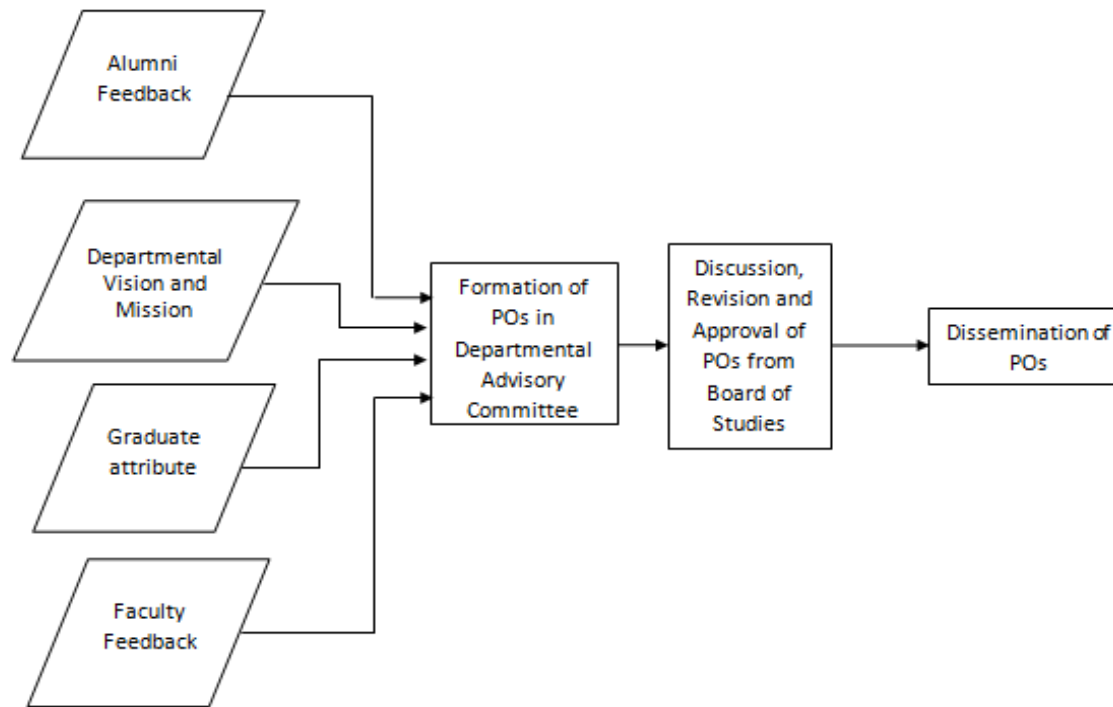 Alumni
Feedback
Departmental
Vision and
Mission
Graduate
attribute
Faculty
Feedback
Formation of
POs in
Departmental
Advisory
Committee
Discussion,
Revision and
Approval of
POs from
Board of
Studies
Dissemination of
POs